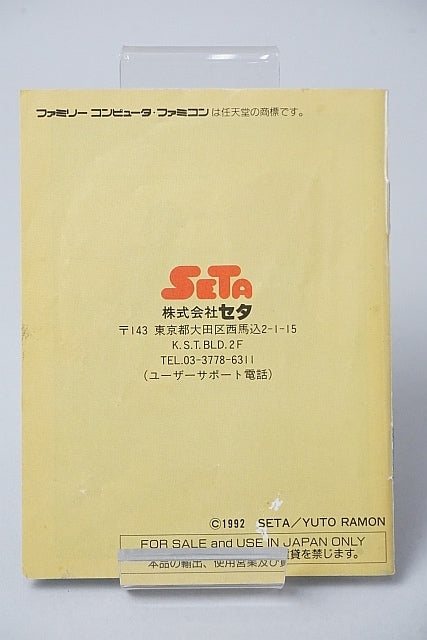 ファミリー コンピュータ・ファミコンは任天堂の商標です。
SETA
株式会社セタ
〒143 東京都大田区西馬込2-1-15
K.S.T.BLD.2F
TEL.03-3778-6311
(ユーザーサポート電話)
©1992 SETA/YUTO RAMON
FOR SALE and USE IN JAPAN ONLY
本品の輸出、使用営業及び賃貸を禁じます。